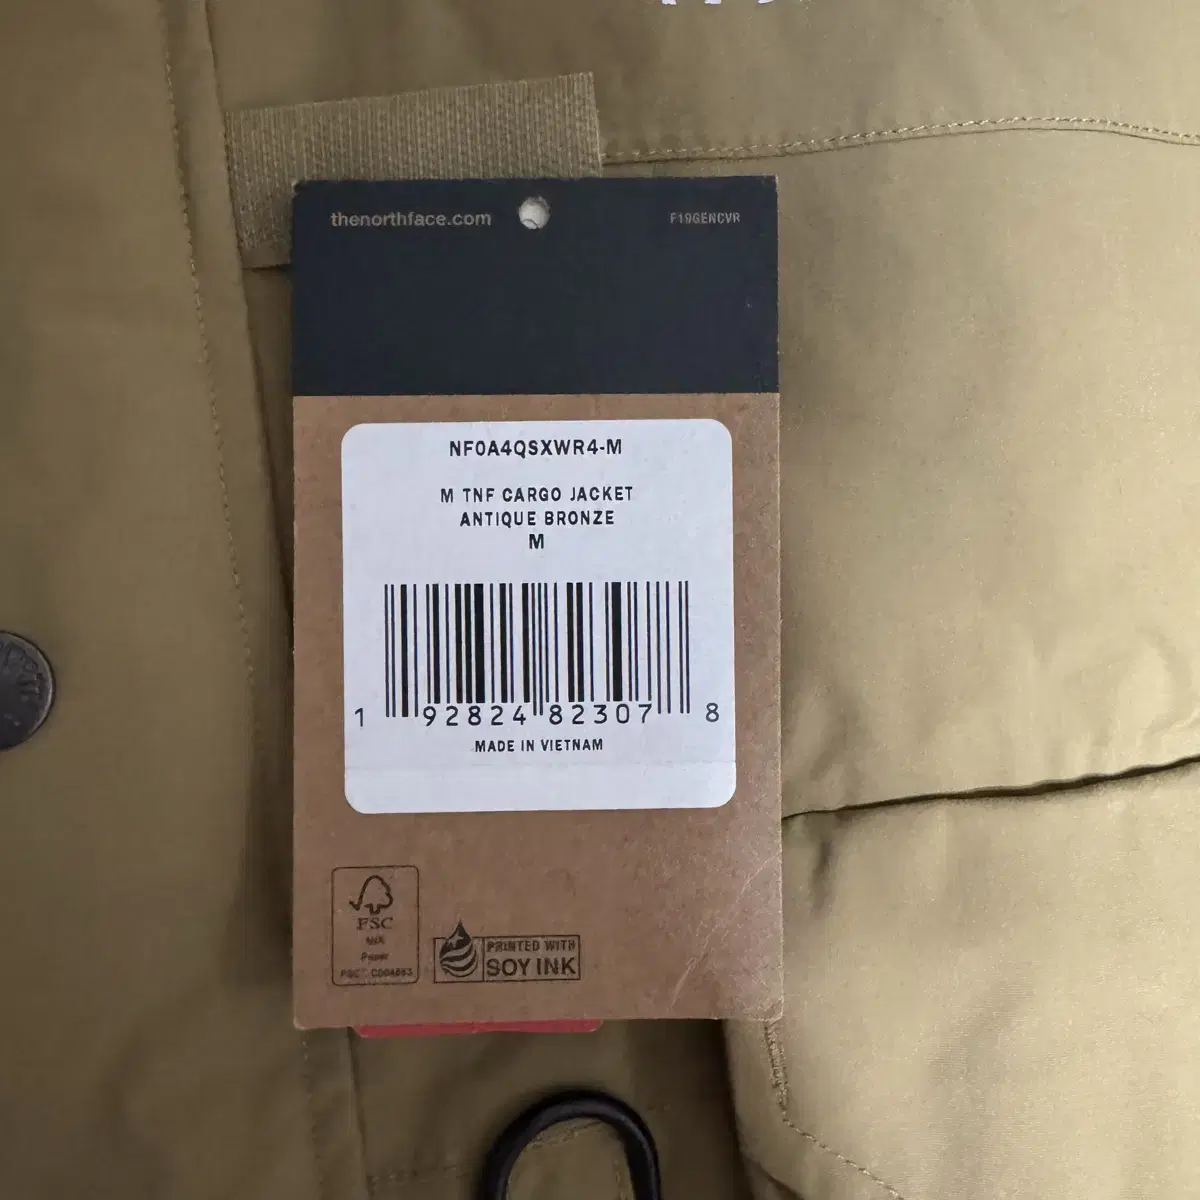 thenorthface.com
F19GENCVR
NF0A4QSXWR4-M
M TNF CARGO JACKET
ANTIQUE BRONZE
M
1 92824 82307 8
MADE IN VIETNAM
FSC
MIX
Paper
PRINTED WITH
SOY INK